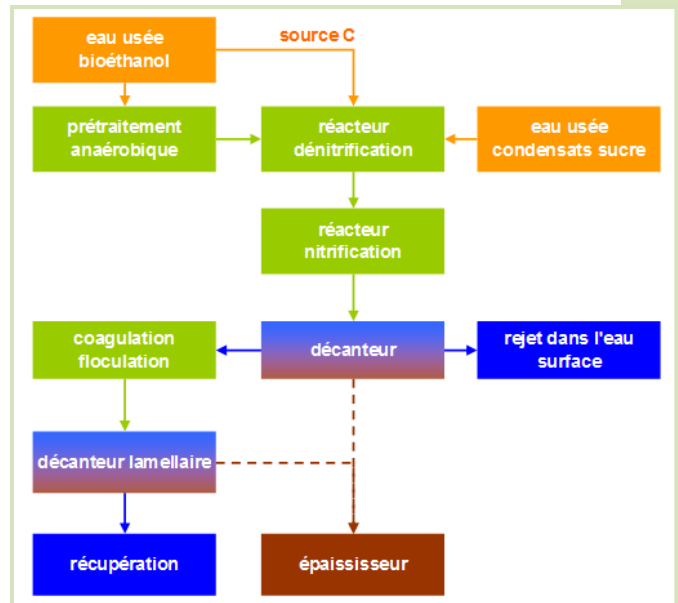 eau usée
bioéthanol
source C
prétraitement
anaérobique
réacteur
dénitrification
eau usée
condensats sucre
réacteur
nitrification
coagulation
floculation
décanteur
rejet dans l'eau
surface
décanteur lamellaire
récupération
épaississeur